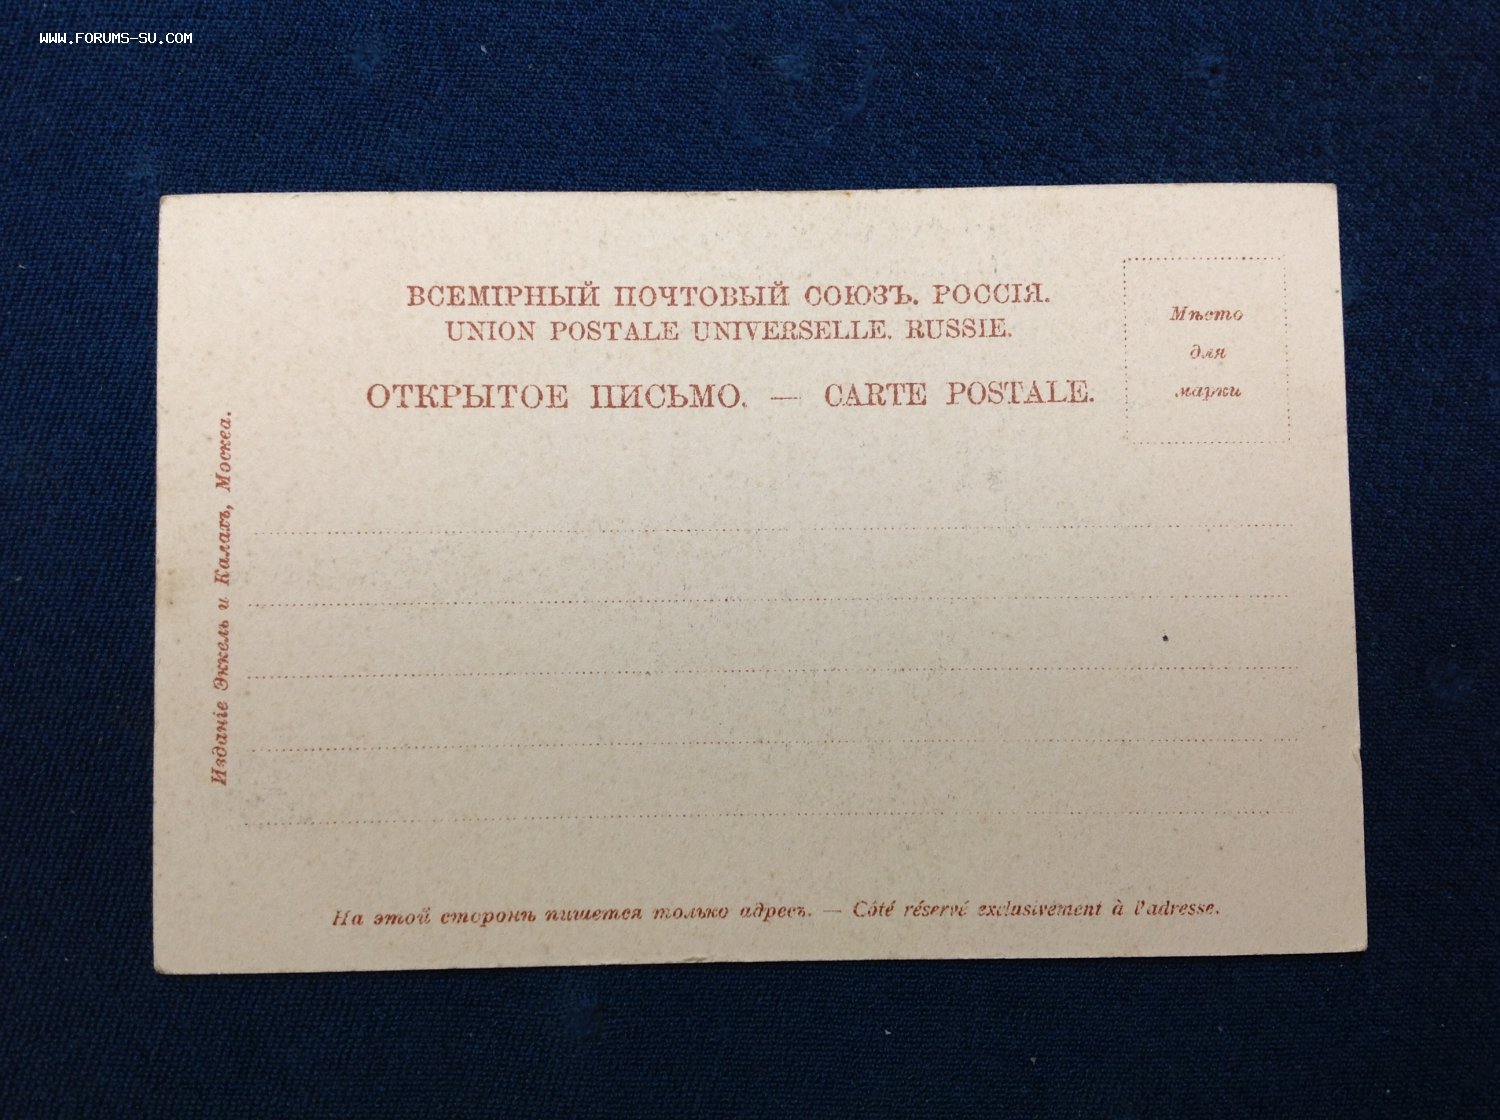 WWW.FORUMS-SU.COM
ВСЕМІРНЫЙ ПОЧТОВЫЙ СОЮЗЪ. РОССІЯ.
UNION POSTALE UNIVERSELLE. RUSSIE.
ОТКРЫТОЕ ПИСЬМО. — CARTE POSTALE.
Мѣсто
для
марки
Изданіе Эккель и Калахъ, Москва.
На этой сторонѣ пишется только адресъ. — Côté réservé exclusivement à l'adresse.